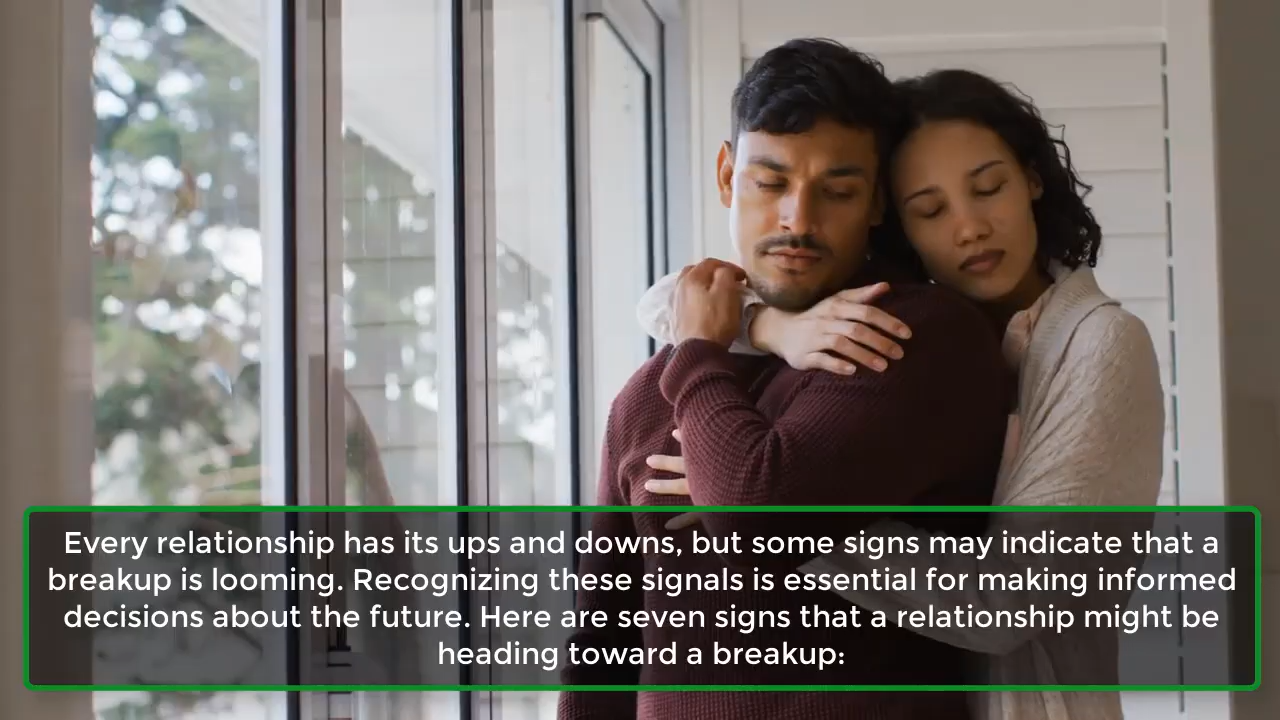 Every relationship has its ups and downs, but some signs may indicate that a
breakup is looming. Recognizing these signals is essential for making informed
decisions about the future. Here are seven signs that a relationship might be
heading toward a breakup: